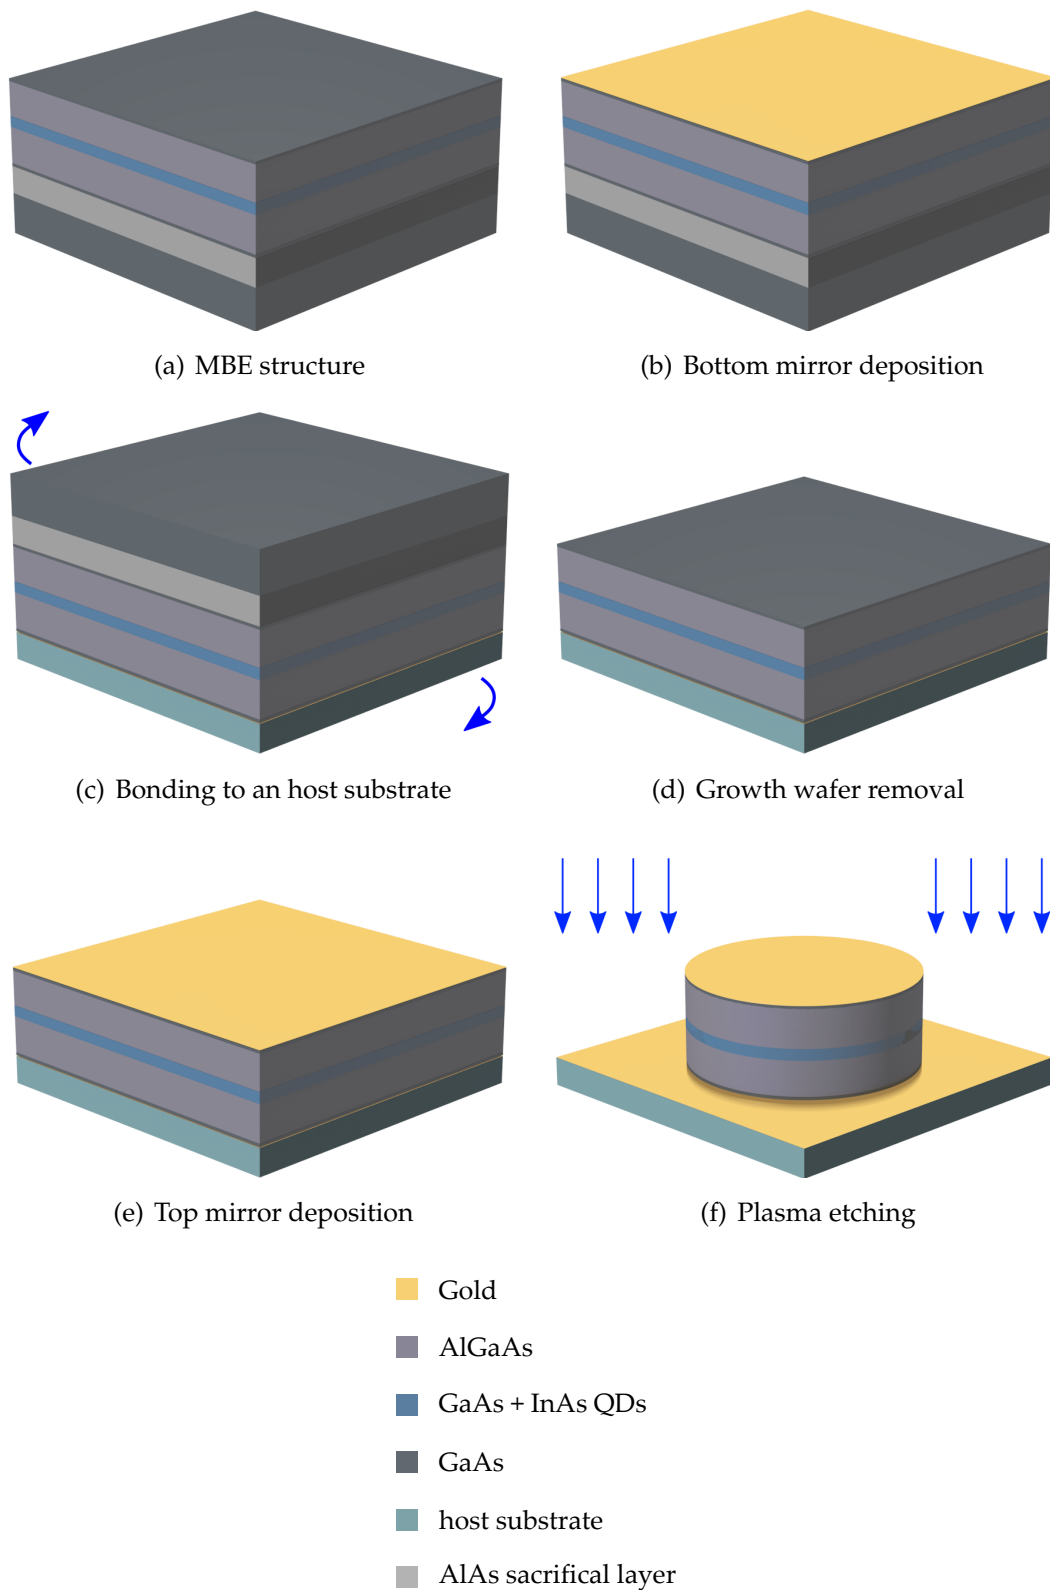 (a) MBE structure
(b) Bottom mirror deposition
(c) Bonding to an host substrate
(d) Growth wafer removal
(e) Top mirror deposition
(f) Plasma etching
Gold
AlGaAs
GaAs + InAs QDs
GaAs
host substrate
AlAs sacrifical layer